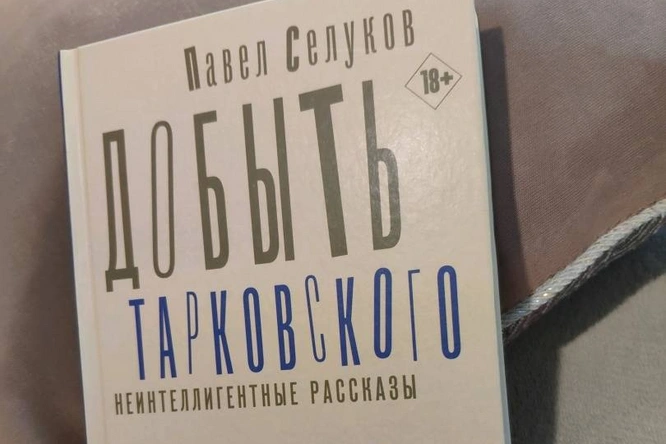 Павел Селуков
18+
ДОБЫТЬ
ТАРКОВСКОГО
НЕИНТЕЛЛИГЕНТНЫЕ РАССКАЗЫ